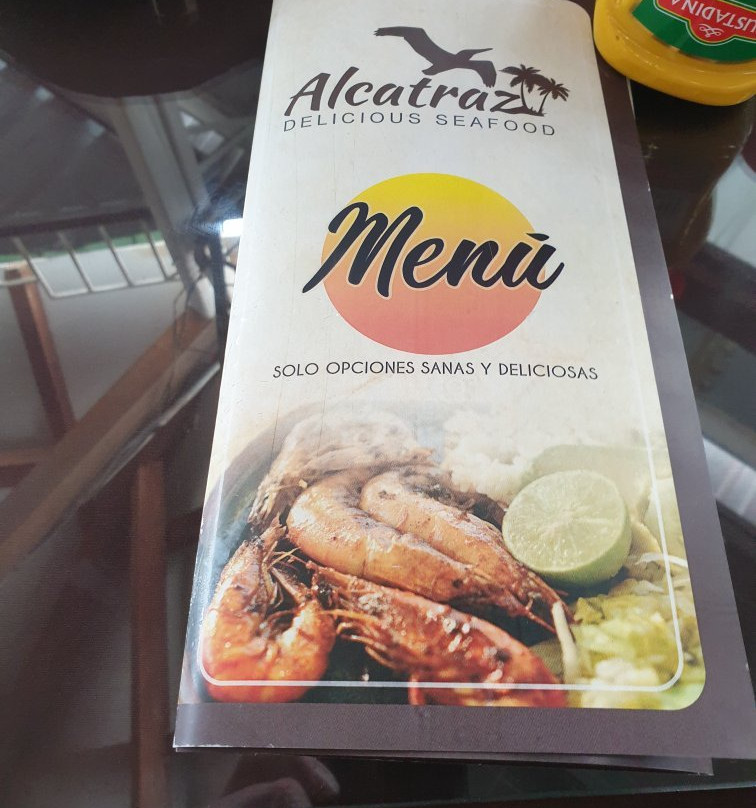 Alcatraz
DELICIOUS SEAFOOD
Menú
SOLO OPCIONES SANAS Y DELICIOSAS